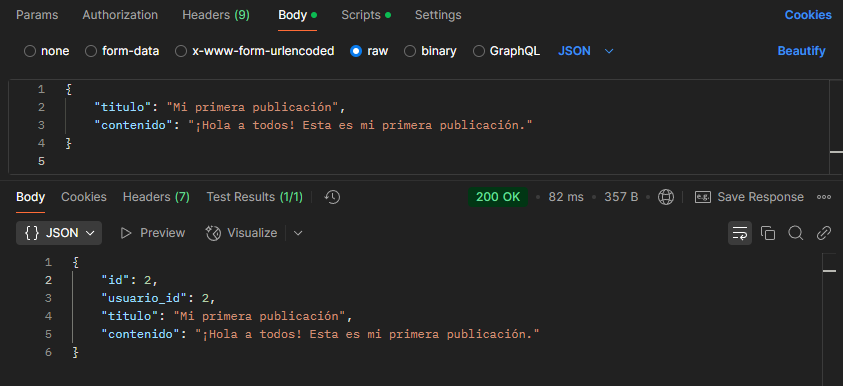 Params Authorization Headers (9) Body Scripts Settings Cookies
none form-data x-www-form-urlencoded raw binary GraphQL JSON Beautify
1 {
2 "titulo": "Mi primera publicación",
3 "contenido": "¡Hola a todos! Esta es mi primera publicación."
4 }
5
Body Cookies Headers (7) Test Results (1/1) 200 OK • 82 ms • 357 B • e.g. Save Response
{ } JSON Preview Visualize
1 {
2 "id": 2,
3 "usuario_id": 2,
4 "titulo": "Mi primera publicación",
5 "contenido": "¡Hola a todos! Esta es mi primera publicación."
6 }